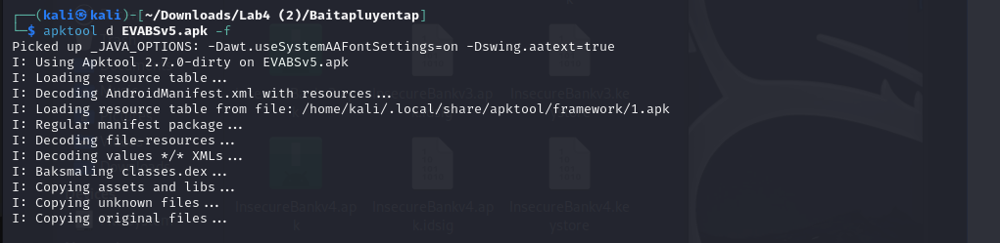 ┌──(kali㉿kali)-[~/Downloads/Lab4 (2)/Baitapluyentap]
└─$ apktool d EVABSv5.apk -f
Picked up _JAVA_OPTIONS: -Dawt.useSystemAAFontSettings=on -Dswing.aatext=true
I: Using Apktool 2.7.0-dirty on EVABSv5.apk
I: Loading resource table...
I: Decoding AndroidManifest.xml with resources...
I: Loading resource table from file: /home/kali/.local/share/apktool/framework/1.apk
I: Regular manifest package...
I: Decoding file-resources...
I: Decoding values */* XMLs...
I: Baksmaling classes.dex...
I: Copying assets and libs...
I: Copying unknown files...
I: Copying original files...